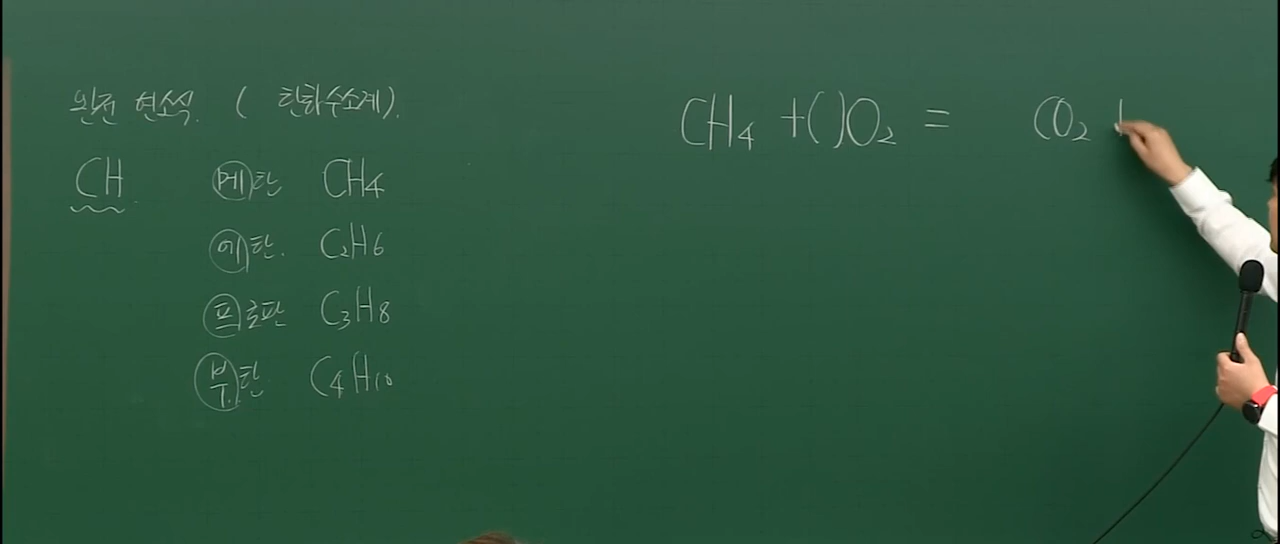 완전 연소식. ( 탄화수소계).
CH₄ + ( )O₂ = CO₂ +
CH. 메탄 CH₄
에탄. C₂H₆
프로판 C₃H₈
부탄 C₄H₁₀